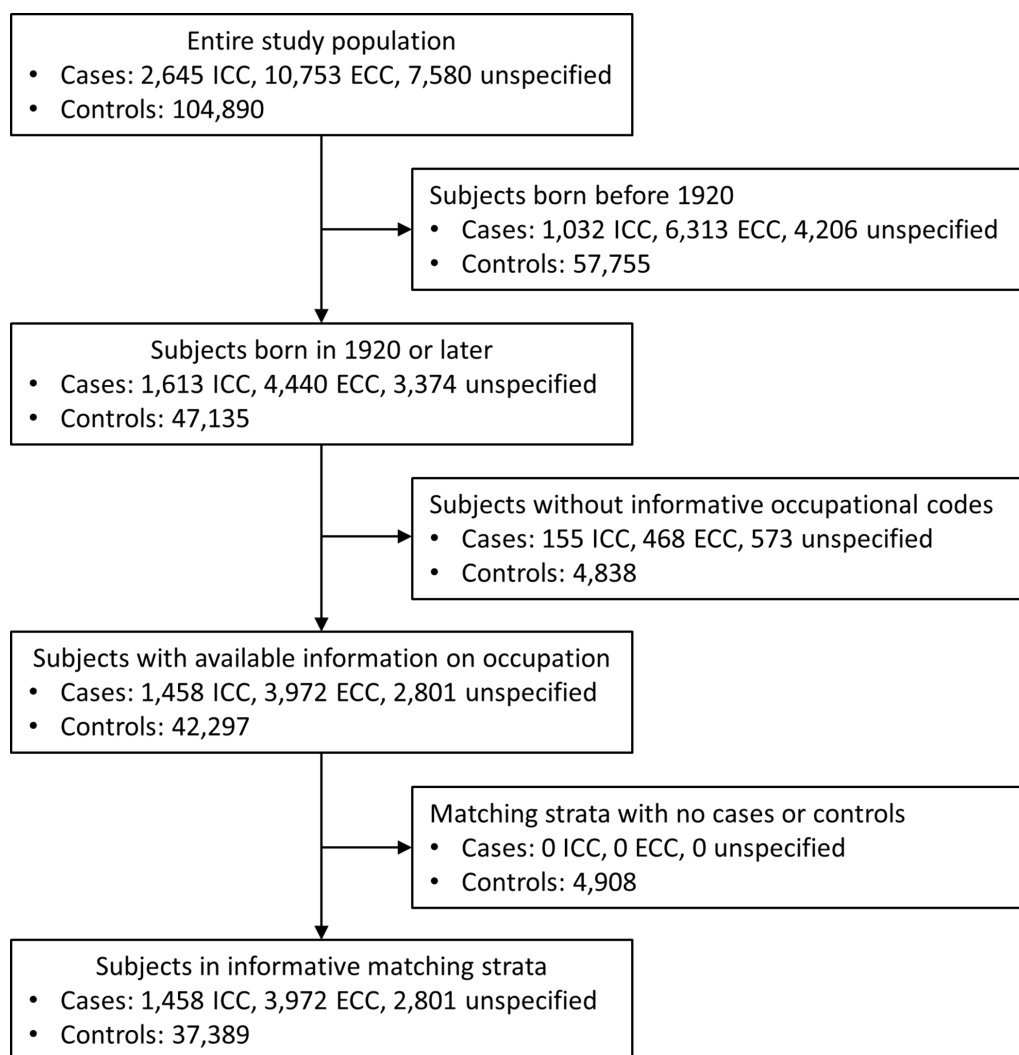 Entire study population
• Cases: 2,645 ICC, 10,753 ECC, 7,580 unspecified
• Controls: 104,890
Subjects born before 1920
• Cases: 1,032 ICC, 6,313 ECC, 4,206 unspecified
• Controls: 57,755
Subjects born in 1920 or later
• Cases: 1,613 ICC, 4,440 ECC, 3,374 unspecified
• Controls: 47,135
Subjects without informative occupational codes
• Cases: 155 ICC, 468 ECC, 573 unspecified
• Controls: 4,838
Subjects with available information on occupation
• Cases: 1,458 ICC, 3,972 ECC, 2,801 unspecified
• Controls: 42,297
Matching strata with no cases or controls
• Cases: 0 ICC, 0 ECC, 0 unspecified
• Controls: 4,908
Subjects in informative matching strata
• Cases: 1,458 ICC, 3,972 ECC, 2,801 unspecified
• Controls: 37,389